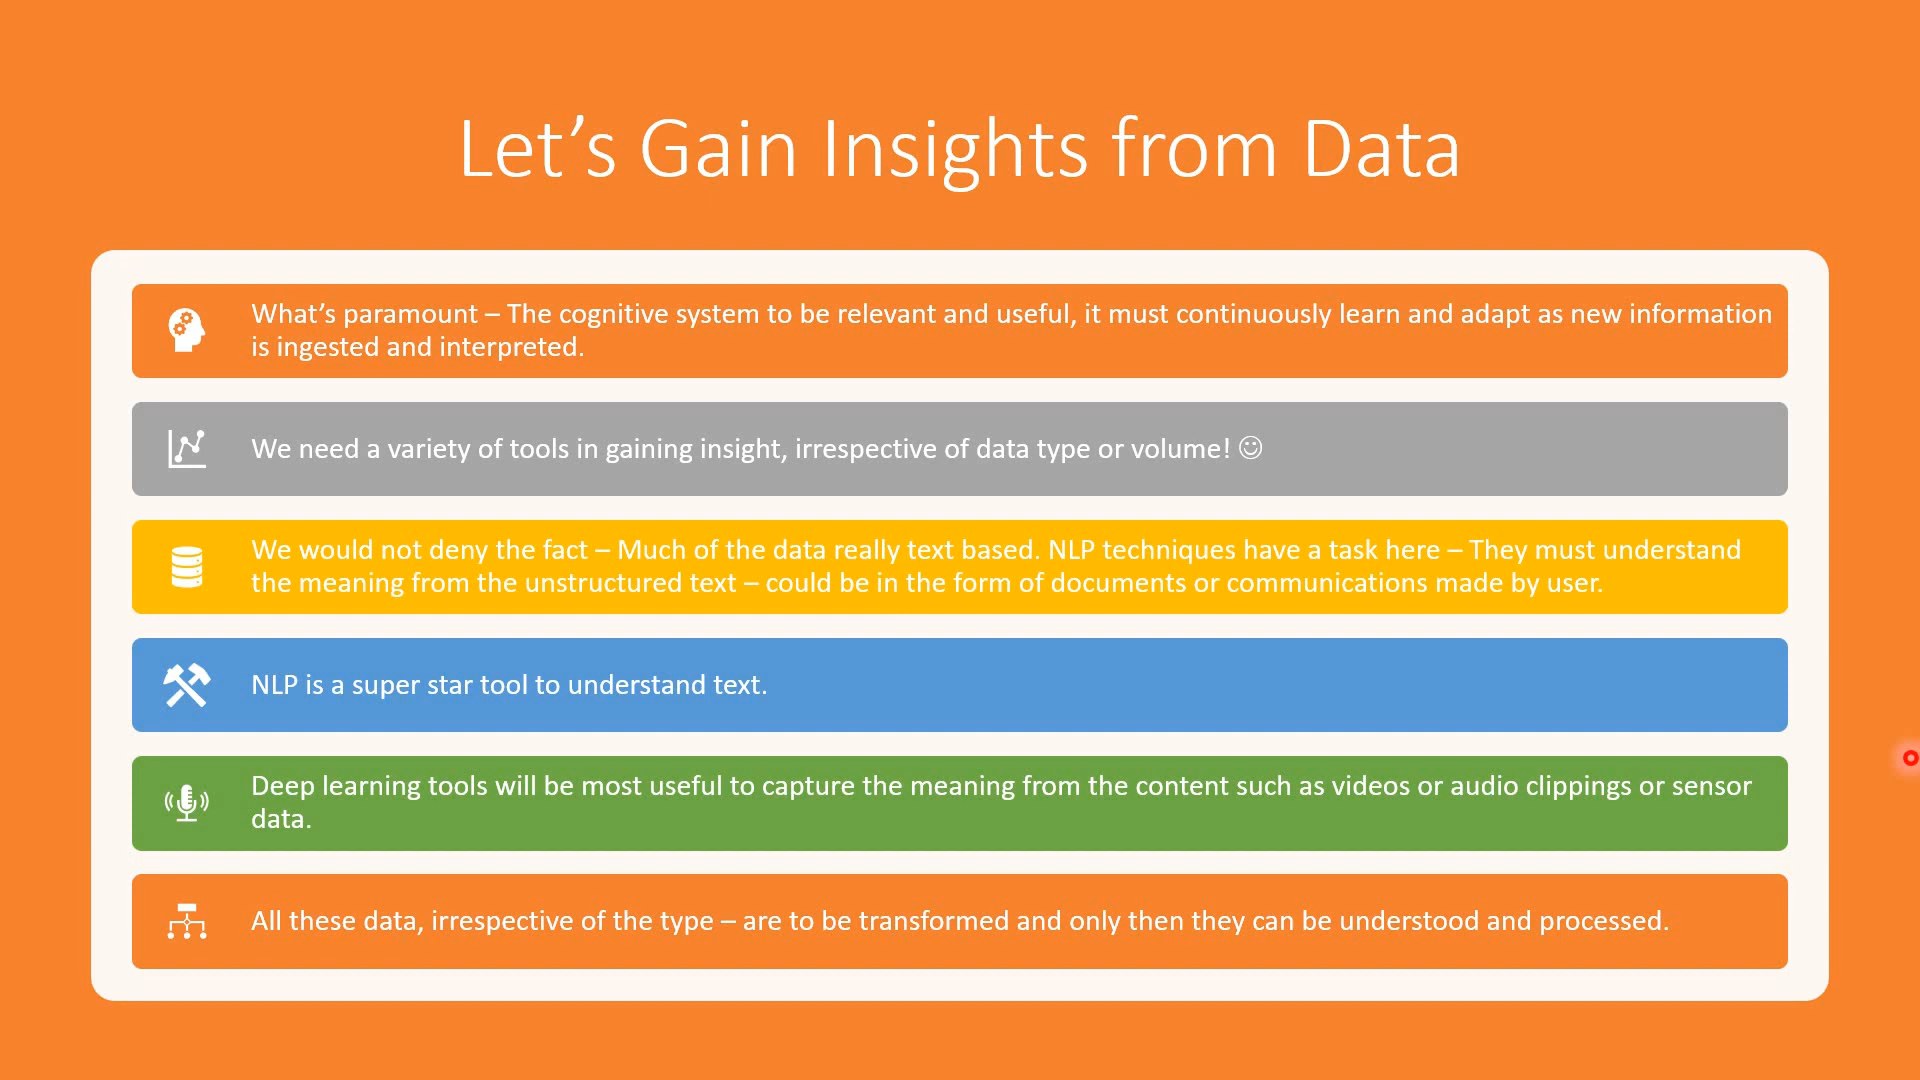 Let’s Gain Insights from Data
What’s paramount – The cognitive system to be relevant and useful, it must continuously learn and adapt as new information
is ingested and interpreted.
We need a variety of tools in gaining insight, irrespective of data type or volume! ☺
We would not deny the fact – Much of the data really text based. NLP techniques have a task here – They must understand
the meaning from the unstructured text – could be in the form of documents or communications made by user.
NLP is a super star tool to understand text.
Deep learning tools will be most useful to capture the meaning from the content such as videos or audio clippings or sensor
data.
All these data, irrespective of the type – are to be transformed and only then they can be understood and processed.